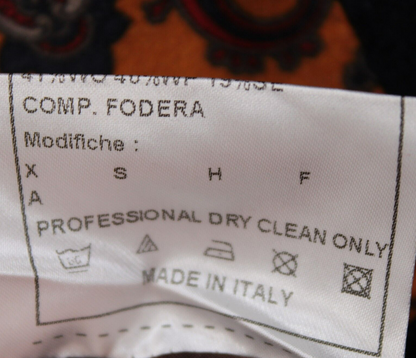 COMP. FODERA
Modifiche :
X S H F
A
PROFESSIONAL DRY CLEAN ONLY
MADE IN ITALY